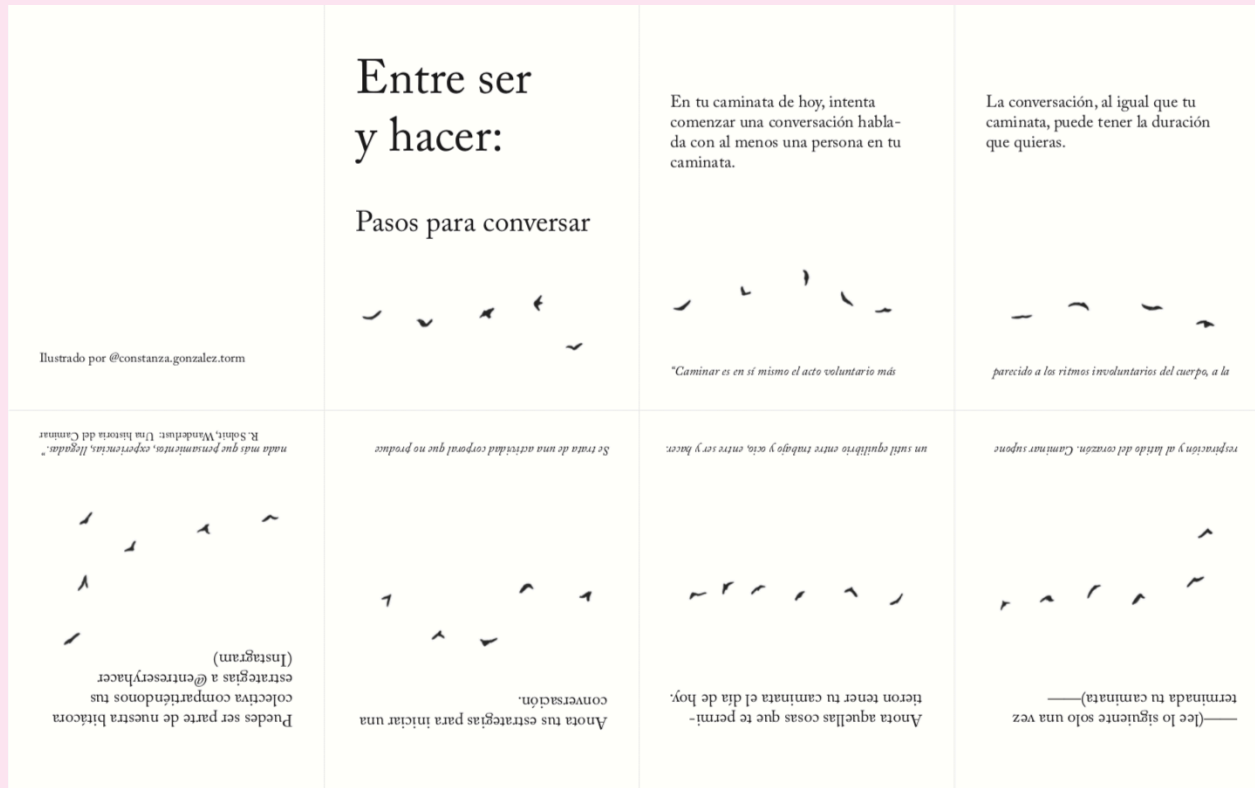 Ilustrado por @constanza.gonzalez.torm
Entre ser
y hacer:
Pasos para conversar
En tu caminata de hoy, intenta
comenzar una conversación habla-
da con al menos una persona en tu
caminata.
"Caminar es en sí mismo el acto voluntario más
La conversación, al igual que tu
caminata, puede tener la duración
que quieras.
parecido a los ritmos involuntarios del cuerpo, a la
——(lee lo siguiente solo una vez
terminada tu caminata)——
respiración y al latido del corazón. Caminar supone
Anota aquellas cosas que te permi-
tieron tener tu caminata el día de hoy.
un sutil equilibrio entre trabajo y ocio, entre ser y hacer.
Anota tus estrategias para iniciar una
conversación.
Se trata de una actividad corporal que no produce
Puedes ser parte de nuestra bitácora
colectiva compartiéndonos tus
estrategias a @entreseryhacer
(Instagram)
nada más que pensamientos, experiencias, llegadas."
R. Solnit, Wanderlust: Una historia del Caminar